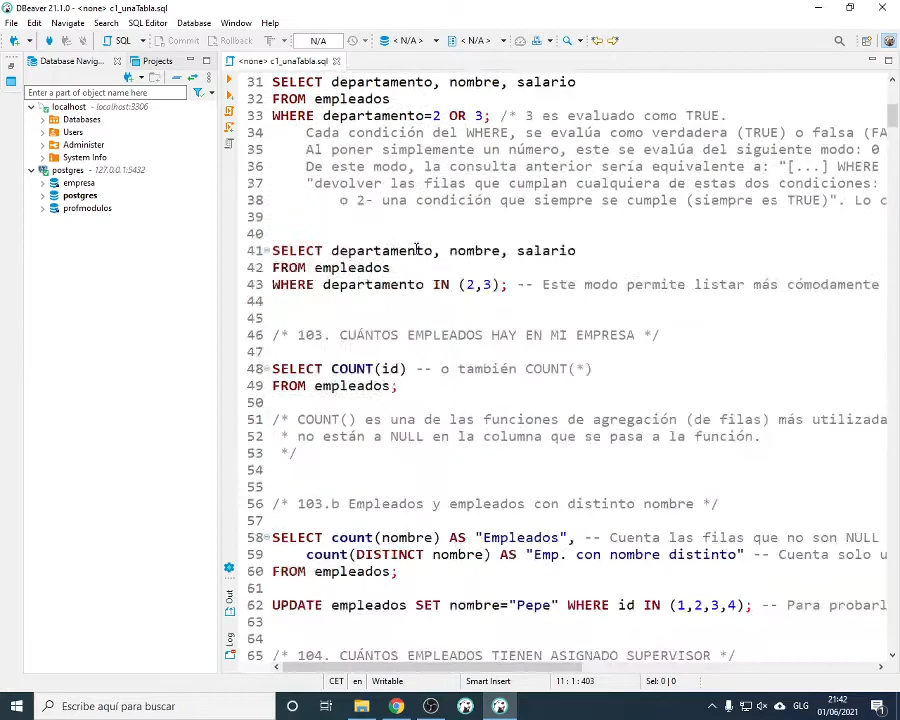 DBeaver 21.1.0 - <none> c1_unaTabla.sql
File Edit Navigate Search SQL Editor Database Window Help
SQL Commit Rollback T N/A < N/A > < N/A >
Database Navig... Projects <none> c1_unaTabla.sql
Enter a part of object name here
localhost - localhost:3306
Databases
Users
Administer
System Info
postgres - 127.0.0.1:5432
empresa
postgres
profmodulos
31 SELECT departamento, nombre, salario
32 FROM empleados
33 WHERE departamento=2 OR 3; /* 3 es evaluado como TRUE.
34 Cada condición del WHERE, se evalúa como verdadera (TRUE) o falsa (FA
35 Al poner simplemente un número, este se evalúa del siguiente modo: 0
36 De este modo, la consulta anterior sería equivalente a: "[...] WHERE
37 "devolver las filas que cumplan cualquiera de estas dos condiciones:
38 o 2- una condición que siempre se cumple (siempre es TRUE)". Lo c
39
40
41 SELECT departamento, nombre, salario
42 FROM empleados
43 WHERE departamento IN (2,3); -- Este modo permite listar más cómodamente
44
45
46 /* 103. CUÁNTOS EMPLEADOS HAY EN MI EMPRESA */
47
48 SELECT COUNT(id) -- o también COUNT(*)
49 FROM empleados;
50
51 /* COUNT() es una de las funciones de agregación (de filas) más utilizada
52 * no están a NULL en la columna que se pasa a la función.
53 */
54
55
56 /* 103.b Empleados y empleados con distinto nombre */
57
58 SELECT count(nombre) AS "Empleados", -- Cuenta las filas que no son NULL
59 count(DISTINCT nombre) AS "Emp. con nombre distinto" -- Cuenta solo u
60 FROM empleados;
61
62 UPDATE empleados SET nombre="Pepe" WHERE id IN (1,2,3,4); -- Para probarl
63
64
65 /* 104. CUÁNTOS EMPLEADOS TIENEN ASIGNADO SUPERVISOR */
Out
Log
CET en Writable Smart Insert 11 : 1 : 403 Sel: 0 | 0
Escribe aquí para buscar
GLG
21:42
01/06/2021
1